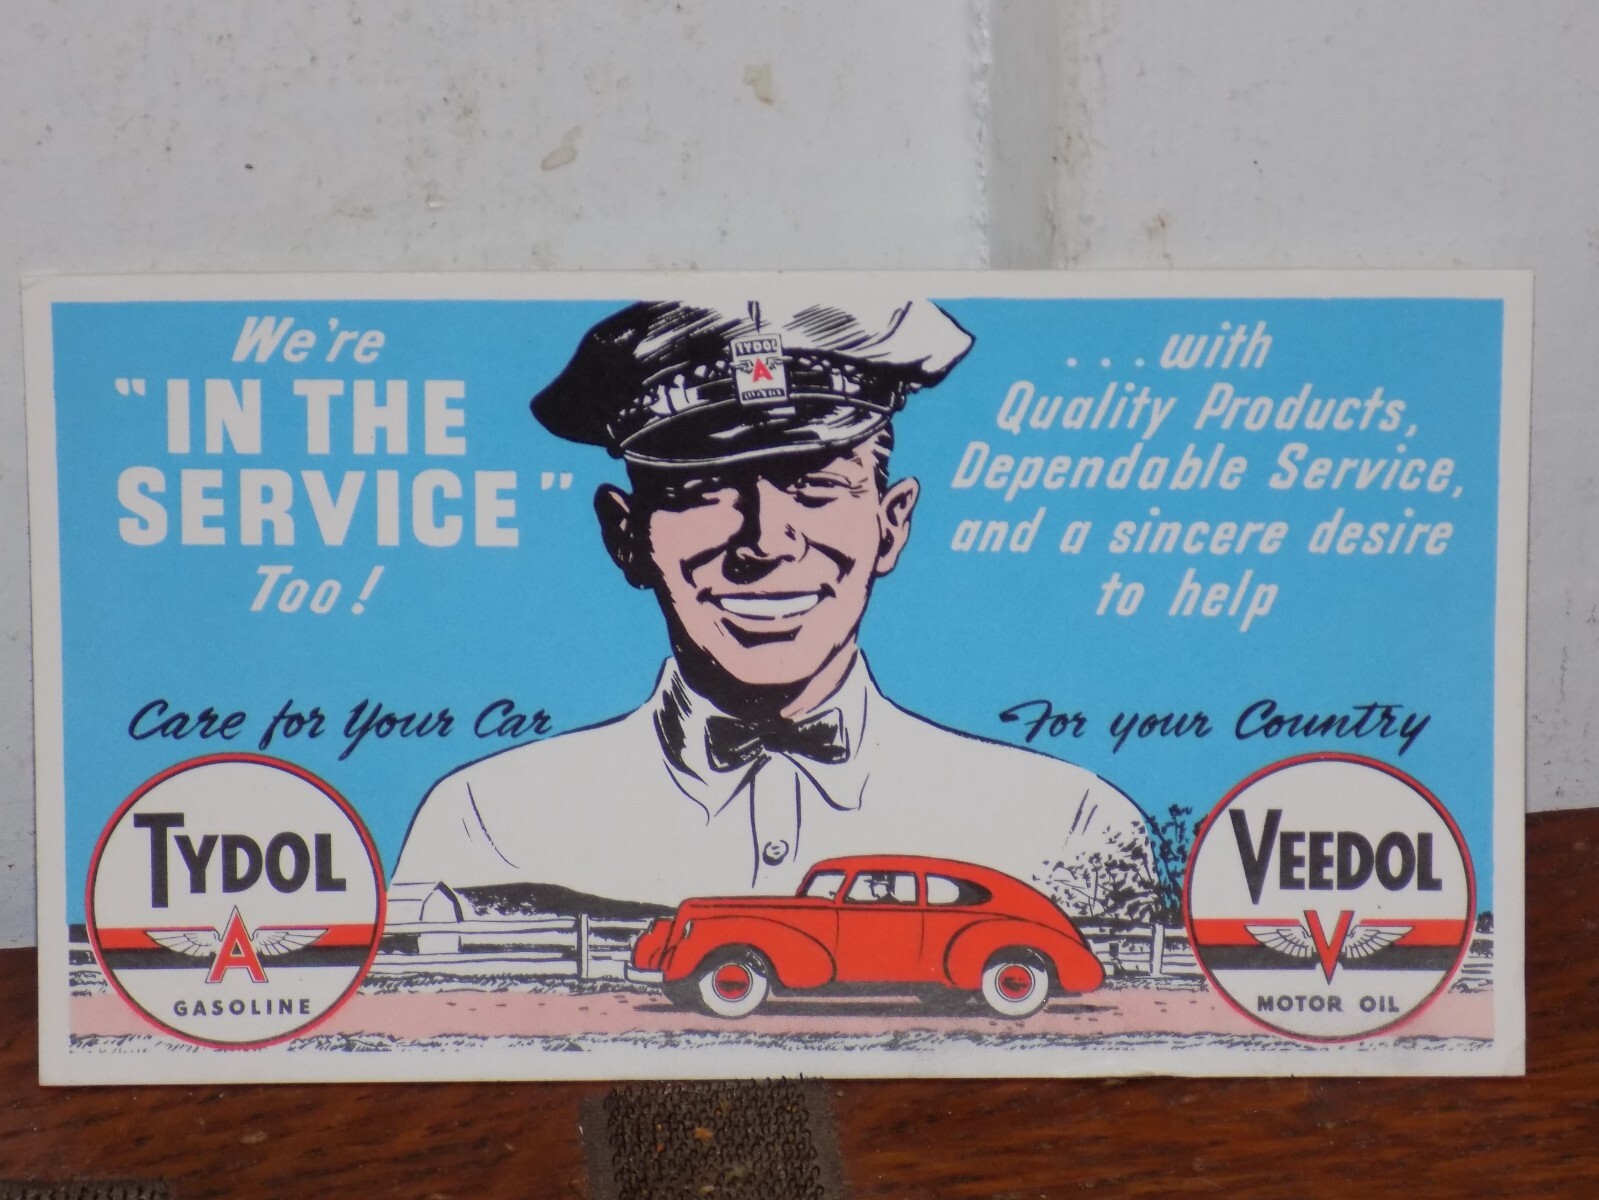 We're
"IN THE
SERVICE"
Too!
...with
Quality Products,
Dependable Service,
and a sincere desire
to help
TYDOL
A
Care for Your Car
For your Country
TYDOL
A
GASOLINE
VEEDOL
V
MOTOR OIL